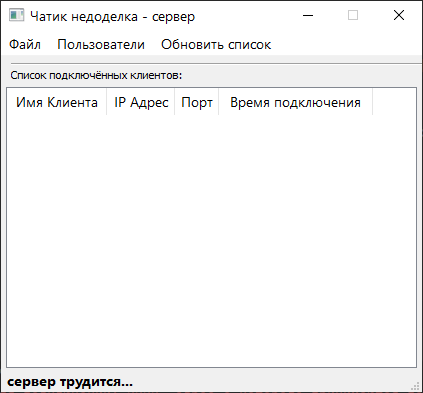 Чатик недоделка - сервер
Файл Пользователи Обновить список
Список подключённых клиентов:
Имя Клиента IP Адрес Порт Время подключения
сервер трудится...